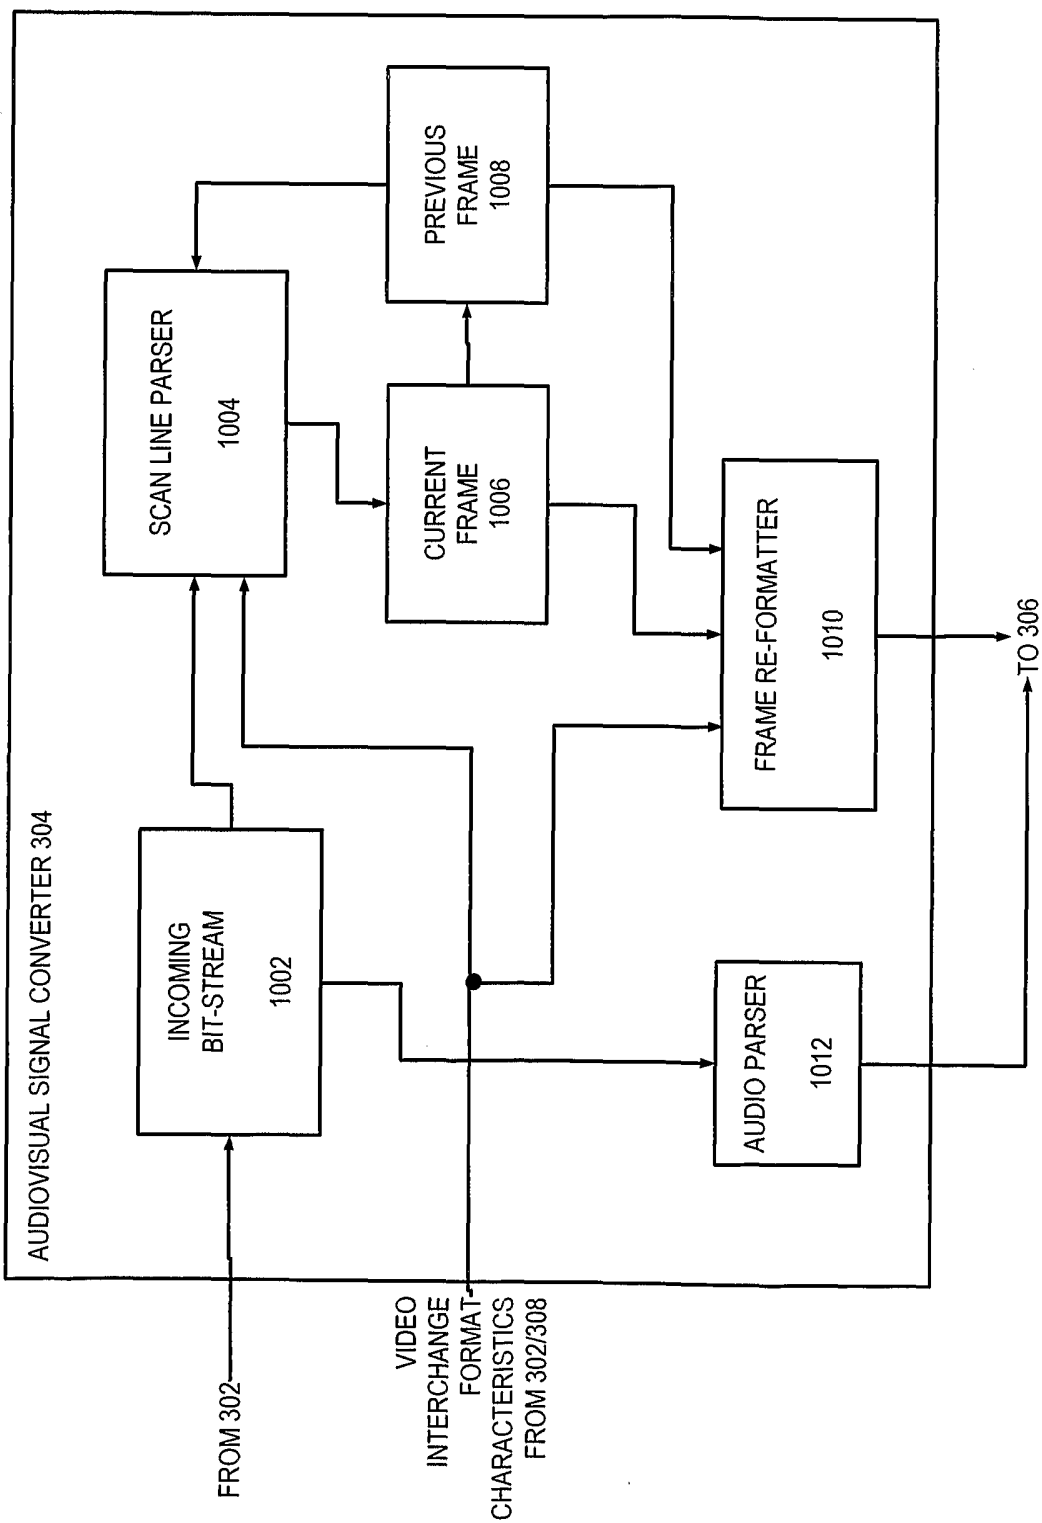 AUDIOVISUAL SIGNAL CONVERTER 304
FROM 302
INCOMING
BIT-STREAM
1002
SCAN LINE PARSER
1004
VIDEO
INTERCHANGE
FORMAT
CHARACTERISTICS
FROM 302/308
CURRENT
FRAME
1006
PREVIOUS
FRAME
1008
AUDIO PARSER
1012
FRAME RE-FORMATTER
1010
TO 306